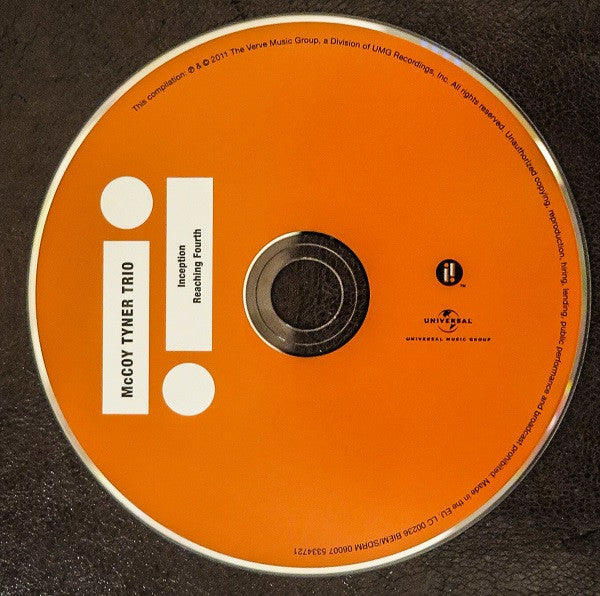 This compilation: ℗ & © 2011 The Verve Music Group, a Division of UMG Recordings, Inc. All rights reserved. Unauthorized copying, reproduction, hiring, lending, public performance and broadcast prohibited. Made in the EU. LC 00236 BIEM/SDRM 06007 5334721
McCOY TYNER TRIO
Inception
Reaching Fourth
i!
TM
UNIVERSAL
UNIVERSAL MUSIC GROUP